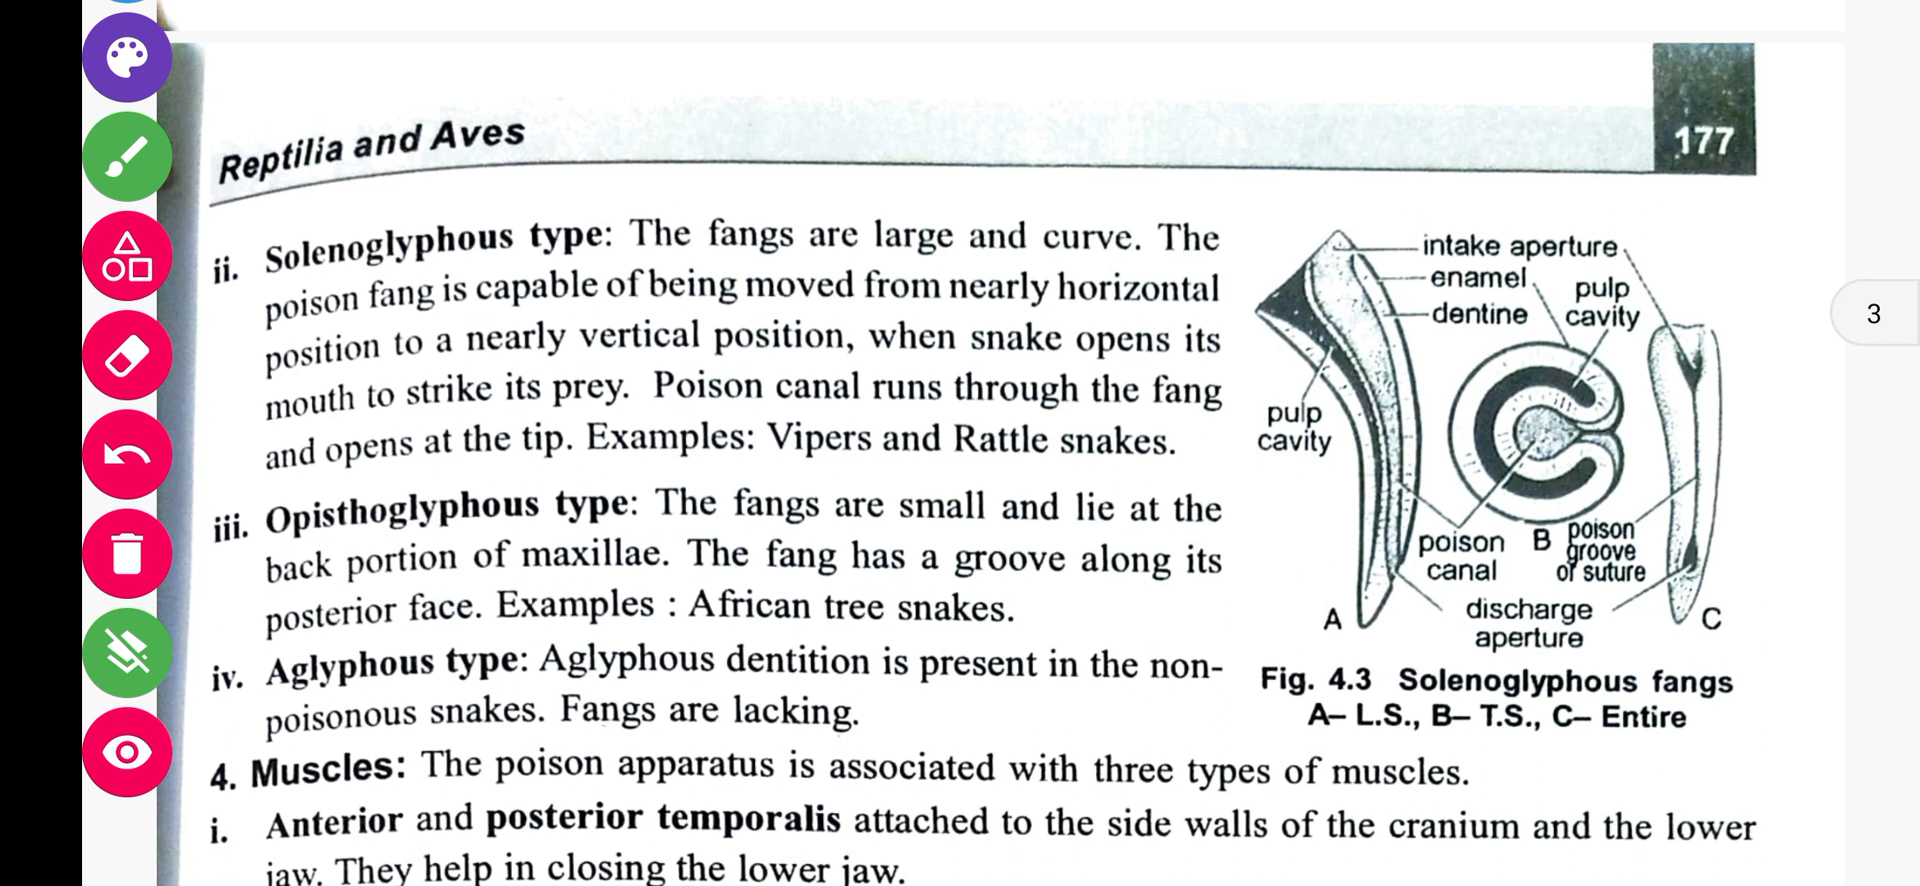 Reptilia and Aves
177
ii. Solenoglyphous type: The fangs are large and curve. The
poison fang is capable of being moved from nearly horizontal
position to a nearly vertical position, when snake opens its
mouth to strike its prey. Poison canal runs through the fang
and opens at the tip. Examples: Vipers and Rattle snakes.
iii. Opisthoglyphous type: The fangs are small and lie at the
back portion of maxillae. The fang has a groove along its
posterior face. Examples : African tree snakes.
iv. Aglyphous type: Aglyphous dentition is present in the non-
poisonous snakes. Fangs are lacking.
intake aperture
enamel
dentine
pulp
cavity
pulp
cavity
poison
canal
B
poison
groove
of suture
discharge
aperture
A
C
Fig. 4.3 Solenoglyphous fangs
A– L.S., B– T.S., C– Entire
4. Muscles: The poison apparatus is associated with three types of muscles.
i. Anterior and posterior temporalis attached to the side walls of the cranium and the lower
jaw. They help in closing the lower jaw.
3